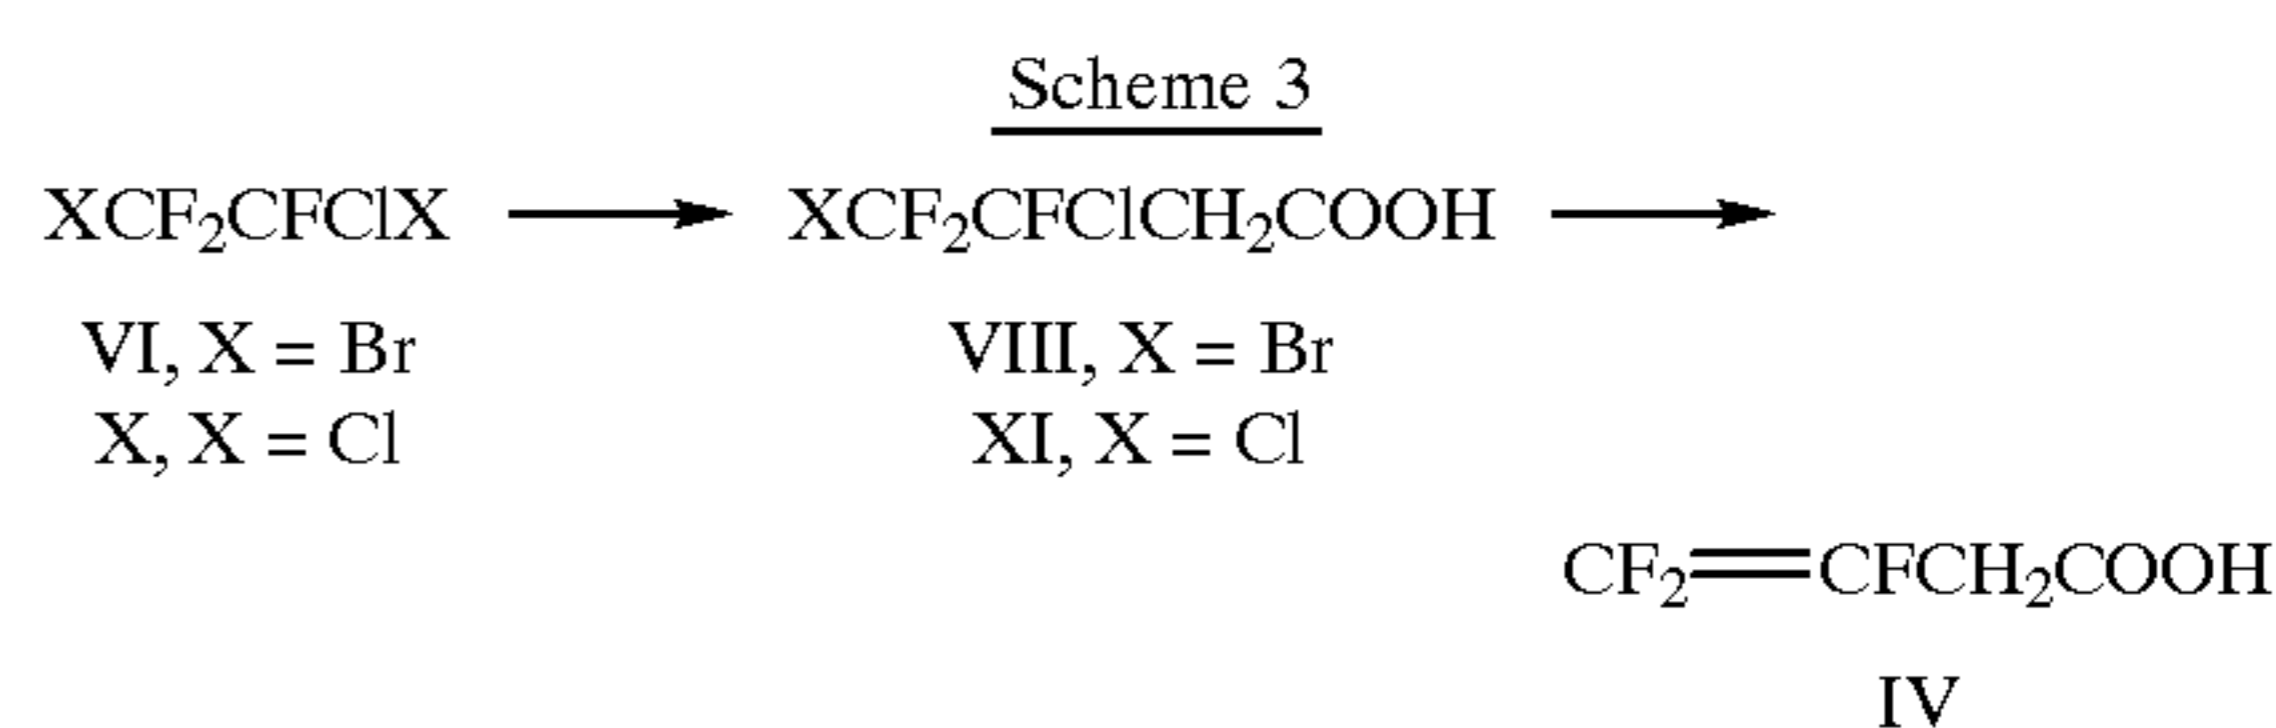 Scheme 3
XCF₂CFClX ⟶ XCF₂CFClCH₂COOH ⟶
VI, X = Br VIII, X = Br
X, X = Cl XI, X = Cl
CF₂=CFCH₂COOH
IV